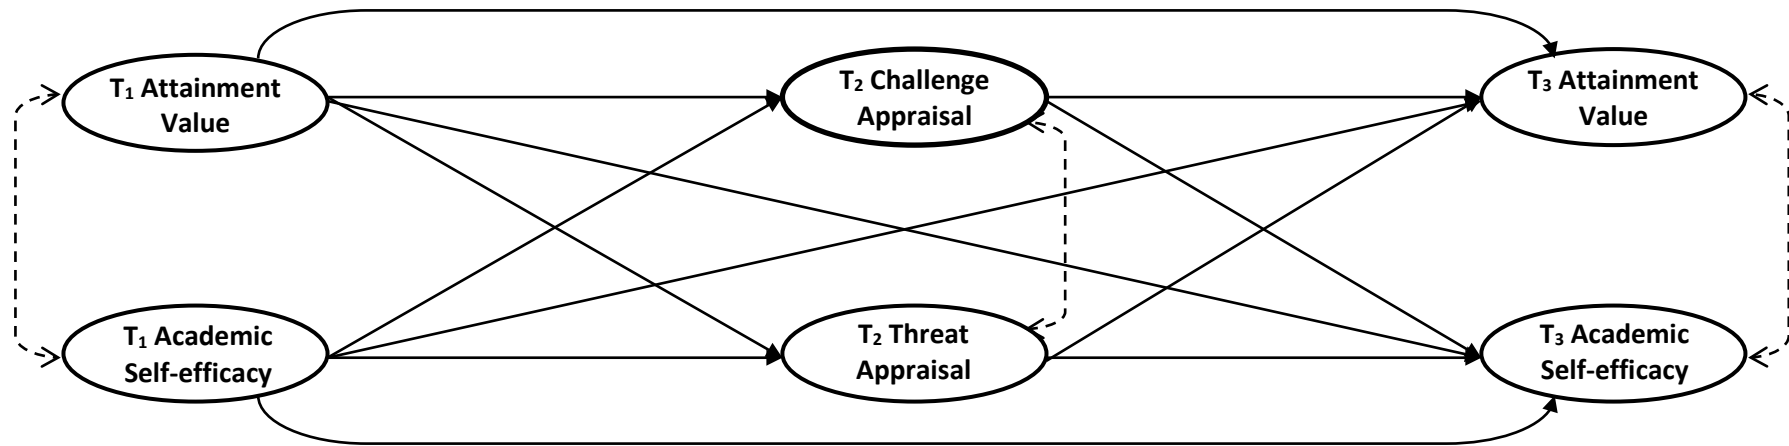 T₁ Attainment
Value
T₂ Challenge
Appraisal
T₃ Attainment
Value
T₁ Academic
Self-efficacy
T₂ Threat
Appraisal
T₃ Academic
Self-efficacy